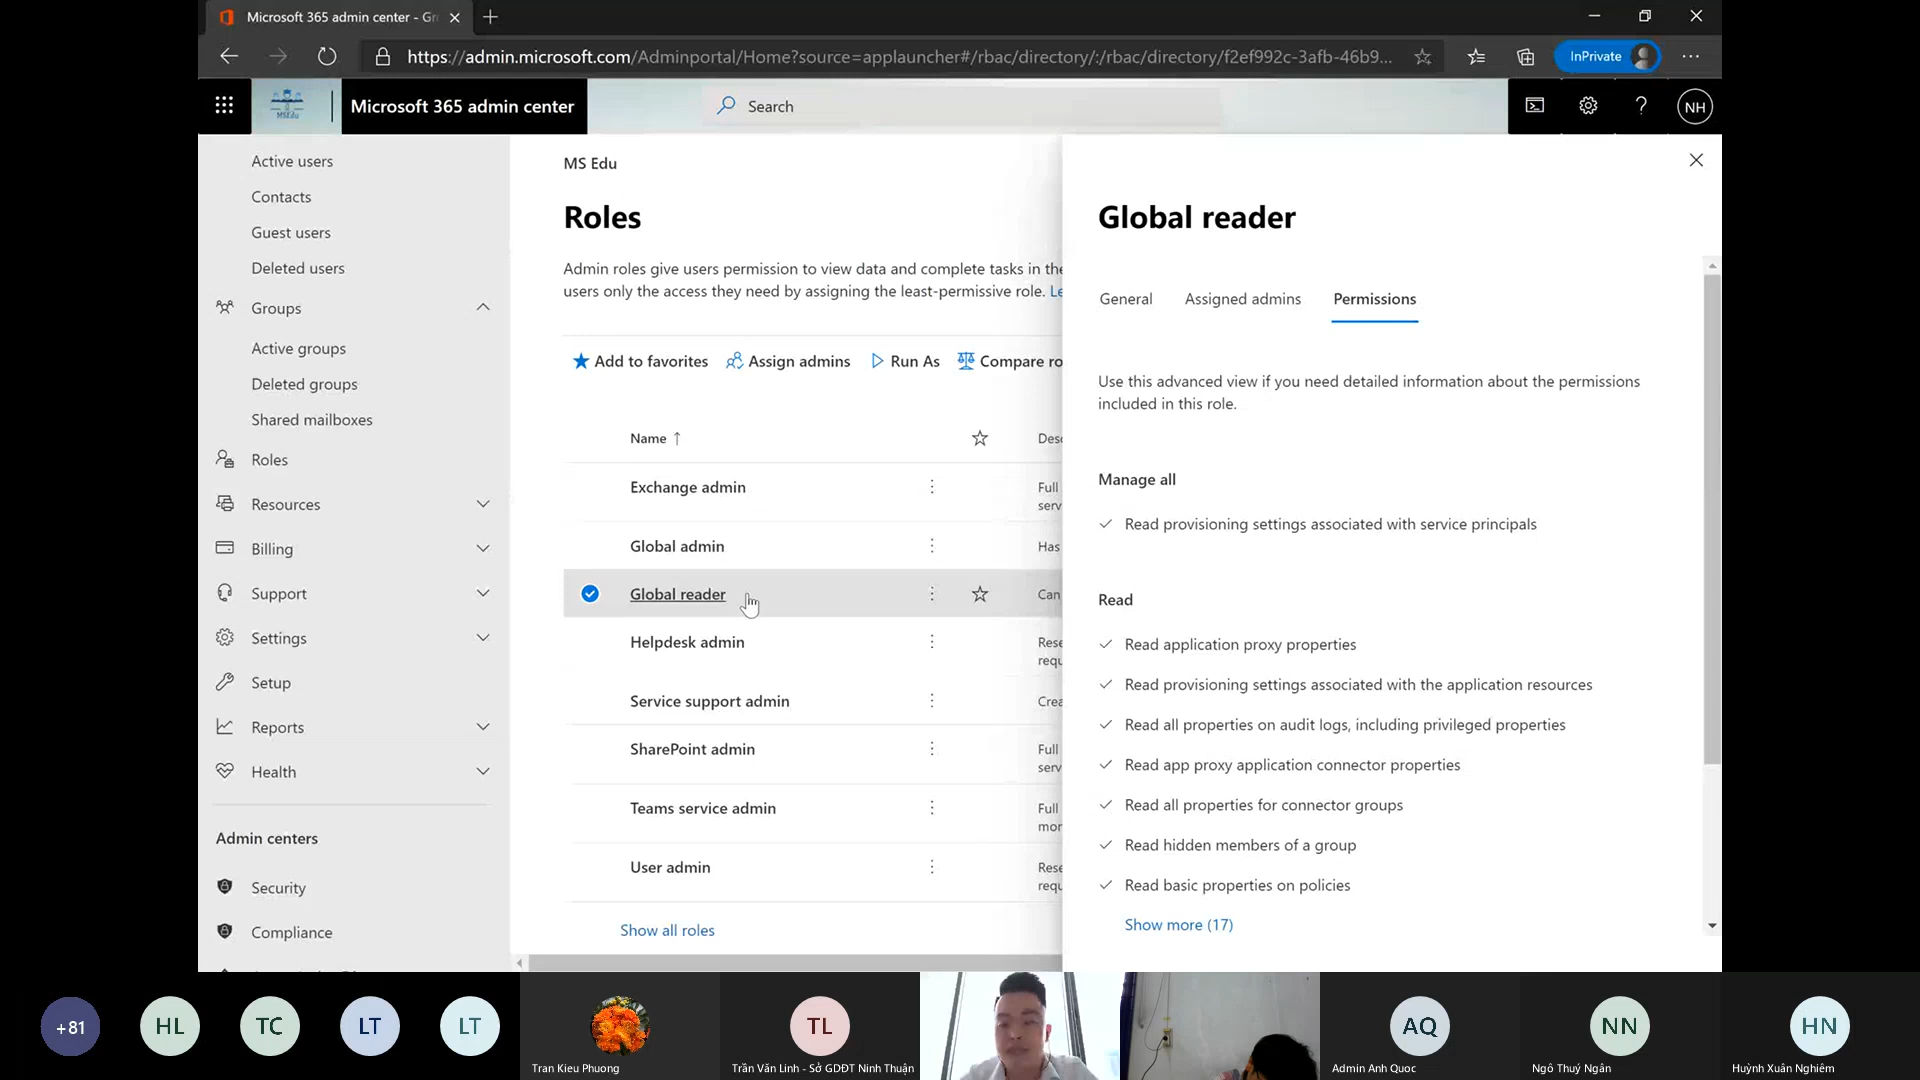 Microsoft 365 admin center - Gr
https://admin.microsoft.com/Adminportal/Home?source=applauncher#/rbac/directory/:/rbac/directory/f2ef992c-3afb-46b9...
InPrivate
MSEdu
Microsoft 365 admin center
Search
?
NH
Active users
Contacts
Guest users
Deleted users
Groups
Active groups
Deleted groups
Shared mailboxes
Roles
Resources
Billing
Support
Settings
Setup
Reports
Health
Admin centers
Security
Compliance
MS Edu
Roles
Admin roles give users permission to view data and complete tasks in the
users only the access they need by assigning the least-permissive role. Le
Add to favorites
Assign admins
Run As
Compare ro
Name ↑
Desc
Exchange admin
Full
serv
Global admin
Has
Global reader
Can
Helpdesk admin
Rese
requ
Service support admin
Crea
SharePoint admin
Full
serv
Teams service admin
Full
mon
User admin
Rese
requ
Show all roles
Global reader
General
Assigned admins
Permissions
Use this advanced view if you need detailed information about the permissions
included in this role.
Manage all
Read provisioning settings associated with service principals
Read
Read application proxy properties
Read provisioning settings associated with the application resources
Read all properties on audit logs, including privileged properties
Read app proxy application connector properties
Read all properties for connector groups
Read hidden members of a group
Read basic properties on policies
Show more (17)
+81
HL
TC
LT
LT
Tran Kieu Phuong
TL
Trần Văn Linh - Sở GDĐT Ninh Thuận
AQ
Admin Anh Quoc
NN
Ngô Thuý Ngân
HN
Huỳnh Xuân Nghiêm